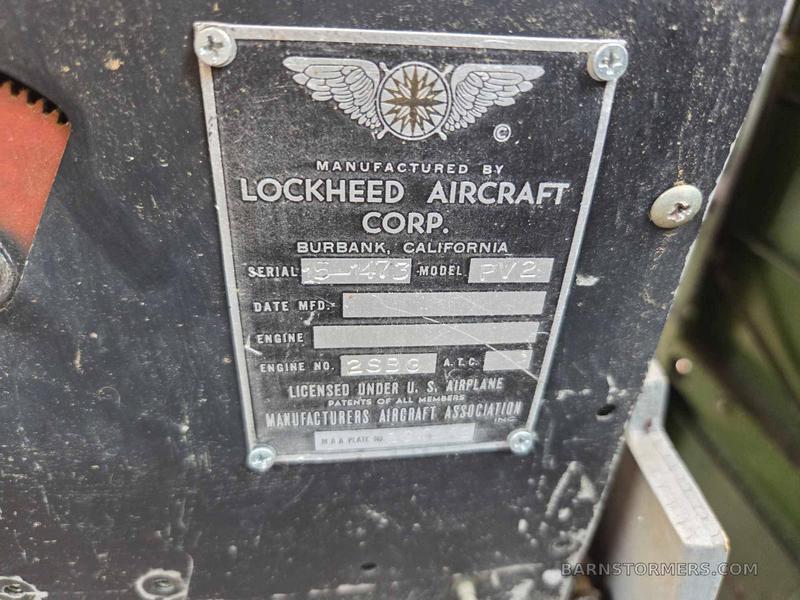 ©
MANUFACTURED BY
LOCKHEED AIRCRAFT
CORP.
BURBANK, CALIFORNIA
SERIAL 5-1473 MODEL PV2
DATE MFD.
ENGINE
ENGINE NO. 2SBG A.T.C.
LICENSED UNDER U. S. AIRPLANE
PATENTS OF ALL MEMBERS
MANUFACTURERS AIRCRAFT ASSOCIATION
INC.
M A A PLATE NO.
BARNSTORMERS.COM